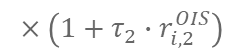 × (1 + τ₂ · r_{i,2}^{OIS})